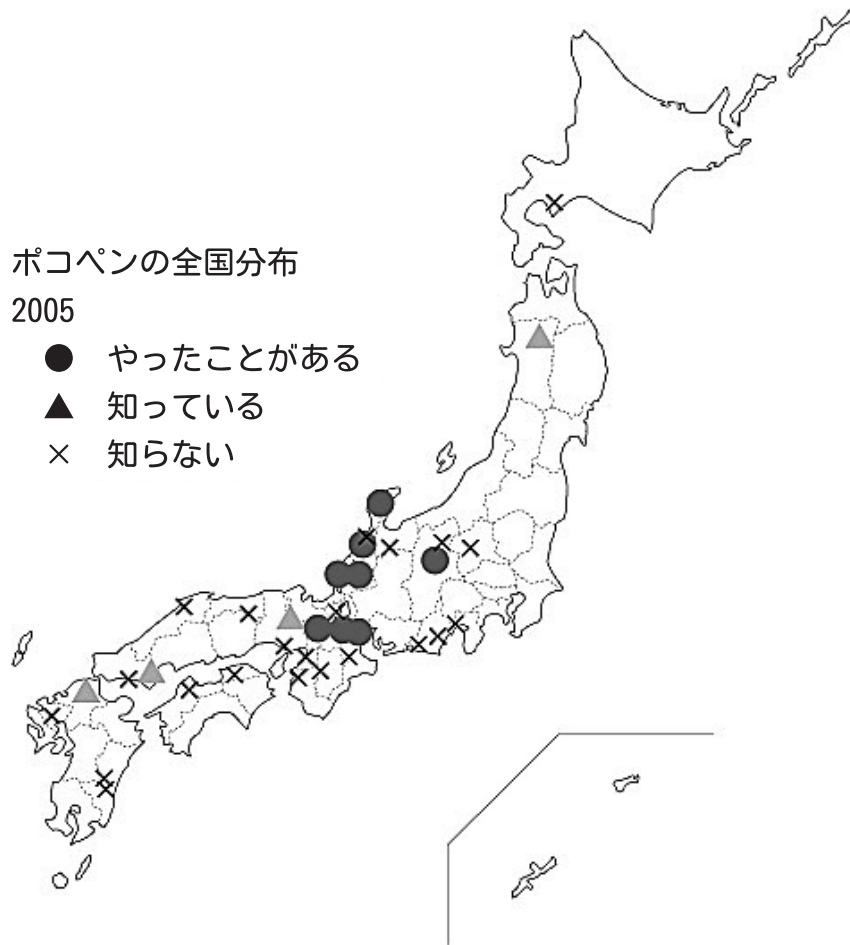 ポコペンの全国分布
2005
● やったことがある
▲ 知っている
× 知らない